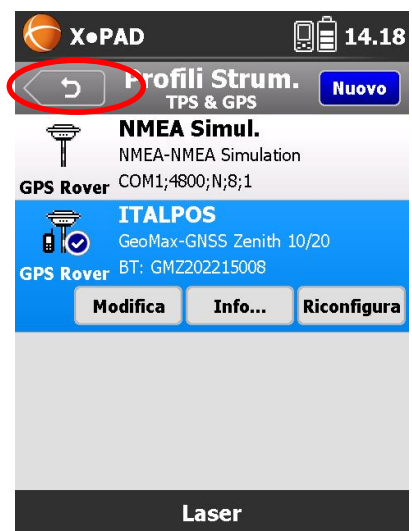 X•PAD 14.18
Profili Strum. Nuovo
TPS & GPS
NMEA Simul.
NMEA-NMEA Simulation
GPS Rover COM1;4800;N;8;1
ITALPOS
GeoMax-GNSS Zenith 10/20
GPS Rover BT: GMZ202215008
Modifica Info... Riconfigura
Laser